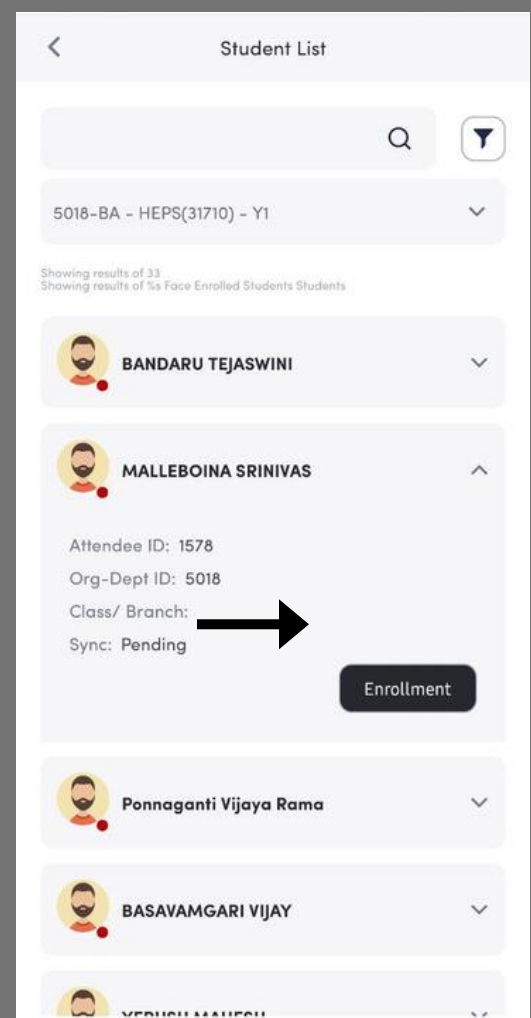 Student List
5018-BA - HEPS(31710) - Y1
Showing results of 33
Showing results of %s Face Enrolled Students Students
BANDARU TEJASWINI
MALLEBOINA SRINIVAS
Attendee ID: 1578
Org-Dept ID: 5018
Class/ Branch:
Sync: Pending
Enrollment
Ponnaganti Vijaya Rama
BASAVAMGARI VIJAY